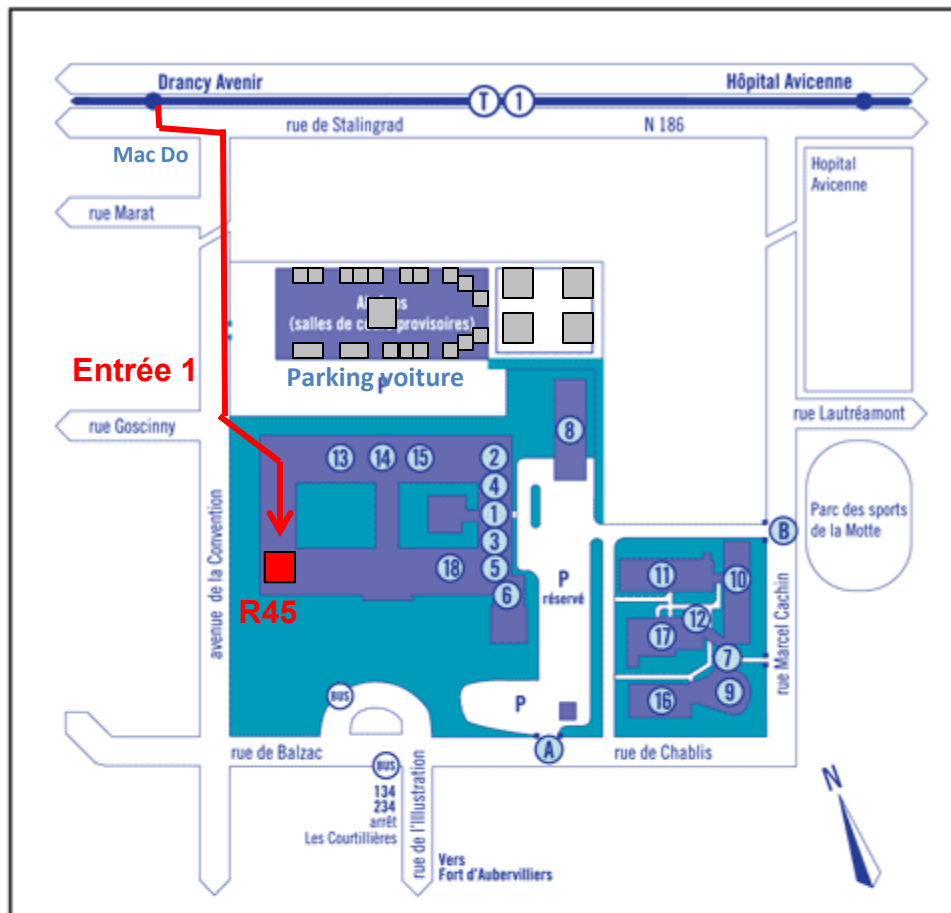 Drancy Avenir
Hôpital Avicenne
T 1
rue de Stalingrad
N 186
Mac Do
Hopital
Avicenne
rue Marat
(salles de provisoires)
Entrée 1
Parking voiture
P
rue Goscinny
rue Lautréamont
8
13 14 15 2
4
1
3
18 5
6
avenue de la Convention
R45
P
réservé
B
Parc des sports
de la Motte
11 10
12
17
7
16 9
rue Marcel Cachin
BUS
P
A
rue de Balzac
rue de Chablis
BUS
134
234
arrêt
Les Courtillières
rue de l'Illustration
Vers
Fort d'Aubervilliers
N